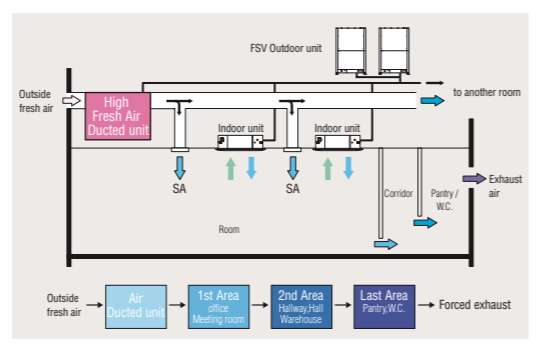 FSV Outdoor unit
Outside
fresh air
High
Fresh Air
Ducted unit
to another room
Indoor unit
Indoor unit
SA
SA
Corridor
Pantry /
W.C.
Exhaust
air
Room
Outside
fresh air
Air
Ducted unit
1st Area
office
Meeting room
2nd Area
Hallway,Hall
Warehouse
Last Area
Pantry,W.C.
Forced exhaust